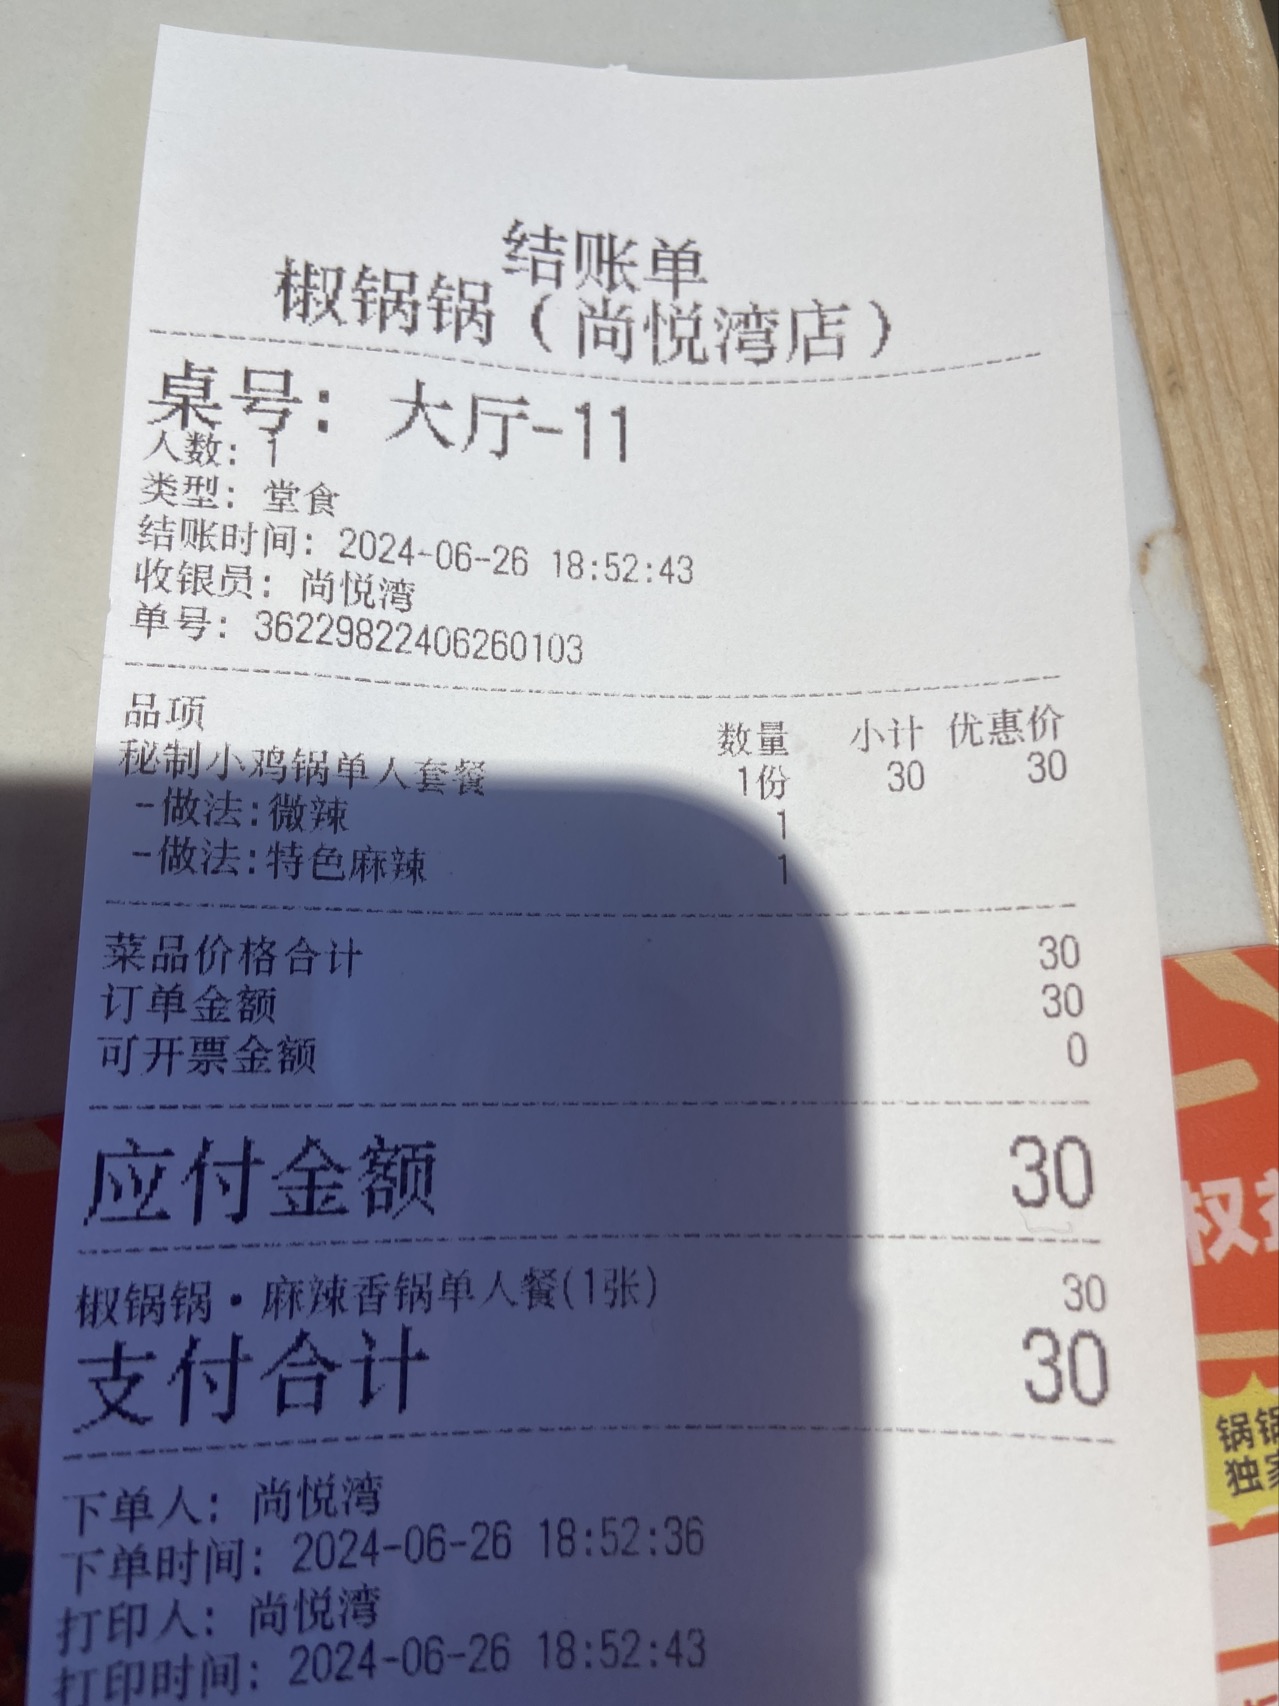 结账单
椒锅锅（尚悦湾店）
桌号: 大厅-11
人数: 1
类型: 堂食
结账时间: 2024-06-26 18:52:43
收银员: 尚悦湾
单号: 36229822406260103
品项 数量 小计 优惠价
秘制小鸡锅单人套餐 1份 30 30
-做法:微辣 1
-做法:特色麻辣 1
菜品价格合计 30
订单金额 30
可开票金额 0
应付金额 30
椒锅锅·麻辣香锅单人餐(1张) 30
支付合计 30
下单人: 尚悦湾
下单时间: 2024-06-26 18:52:36
打印人: 尚悦湾
打印时间: 2024-06-26 18:52:43
权
锅锅
独家